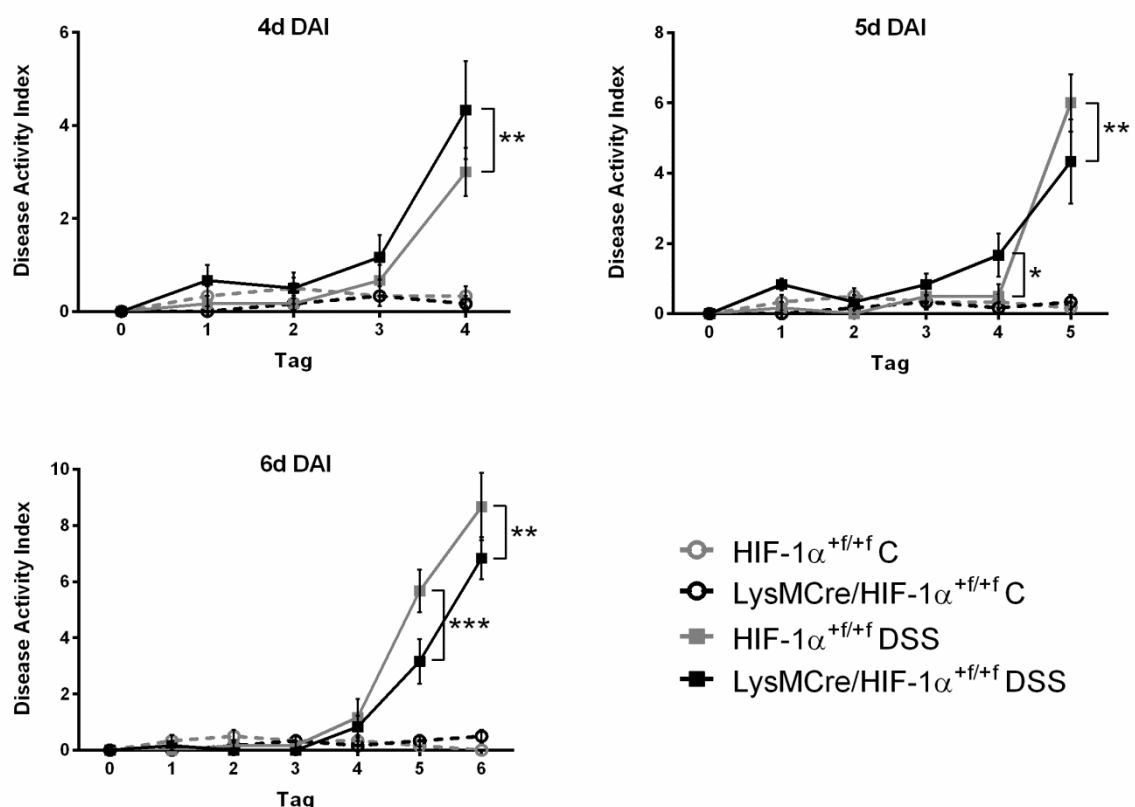 4d DAI
Disease Activity Index
6
4
2
0
**
0 1 2 3 4
Tag
5d DAI
Disease Activity Index
8
6
4
2
0
**
*
0 1 2 3 4 5
Tag
6d DAI
Disease Activity Index
10
8
6
4
2
0
**
***
0 1 2 3 4 5 6
Tag
HIF-1α+f/+f C
LysMCre/HIF-1α+f/+f C
HIF-1α+f/+f DSS
LysMCre/HIF-1α+f/+f DSS